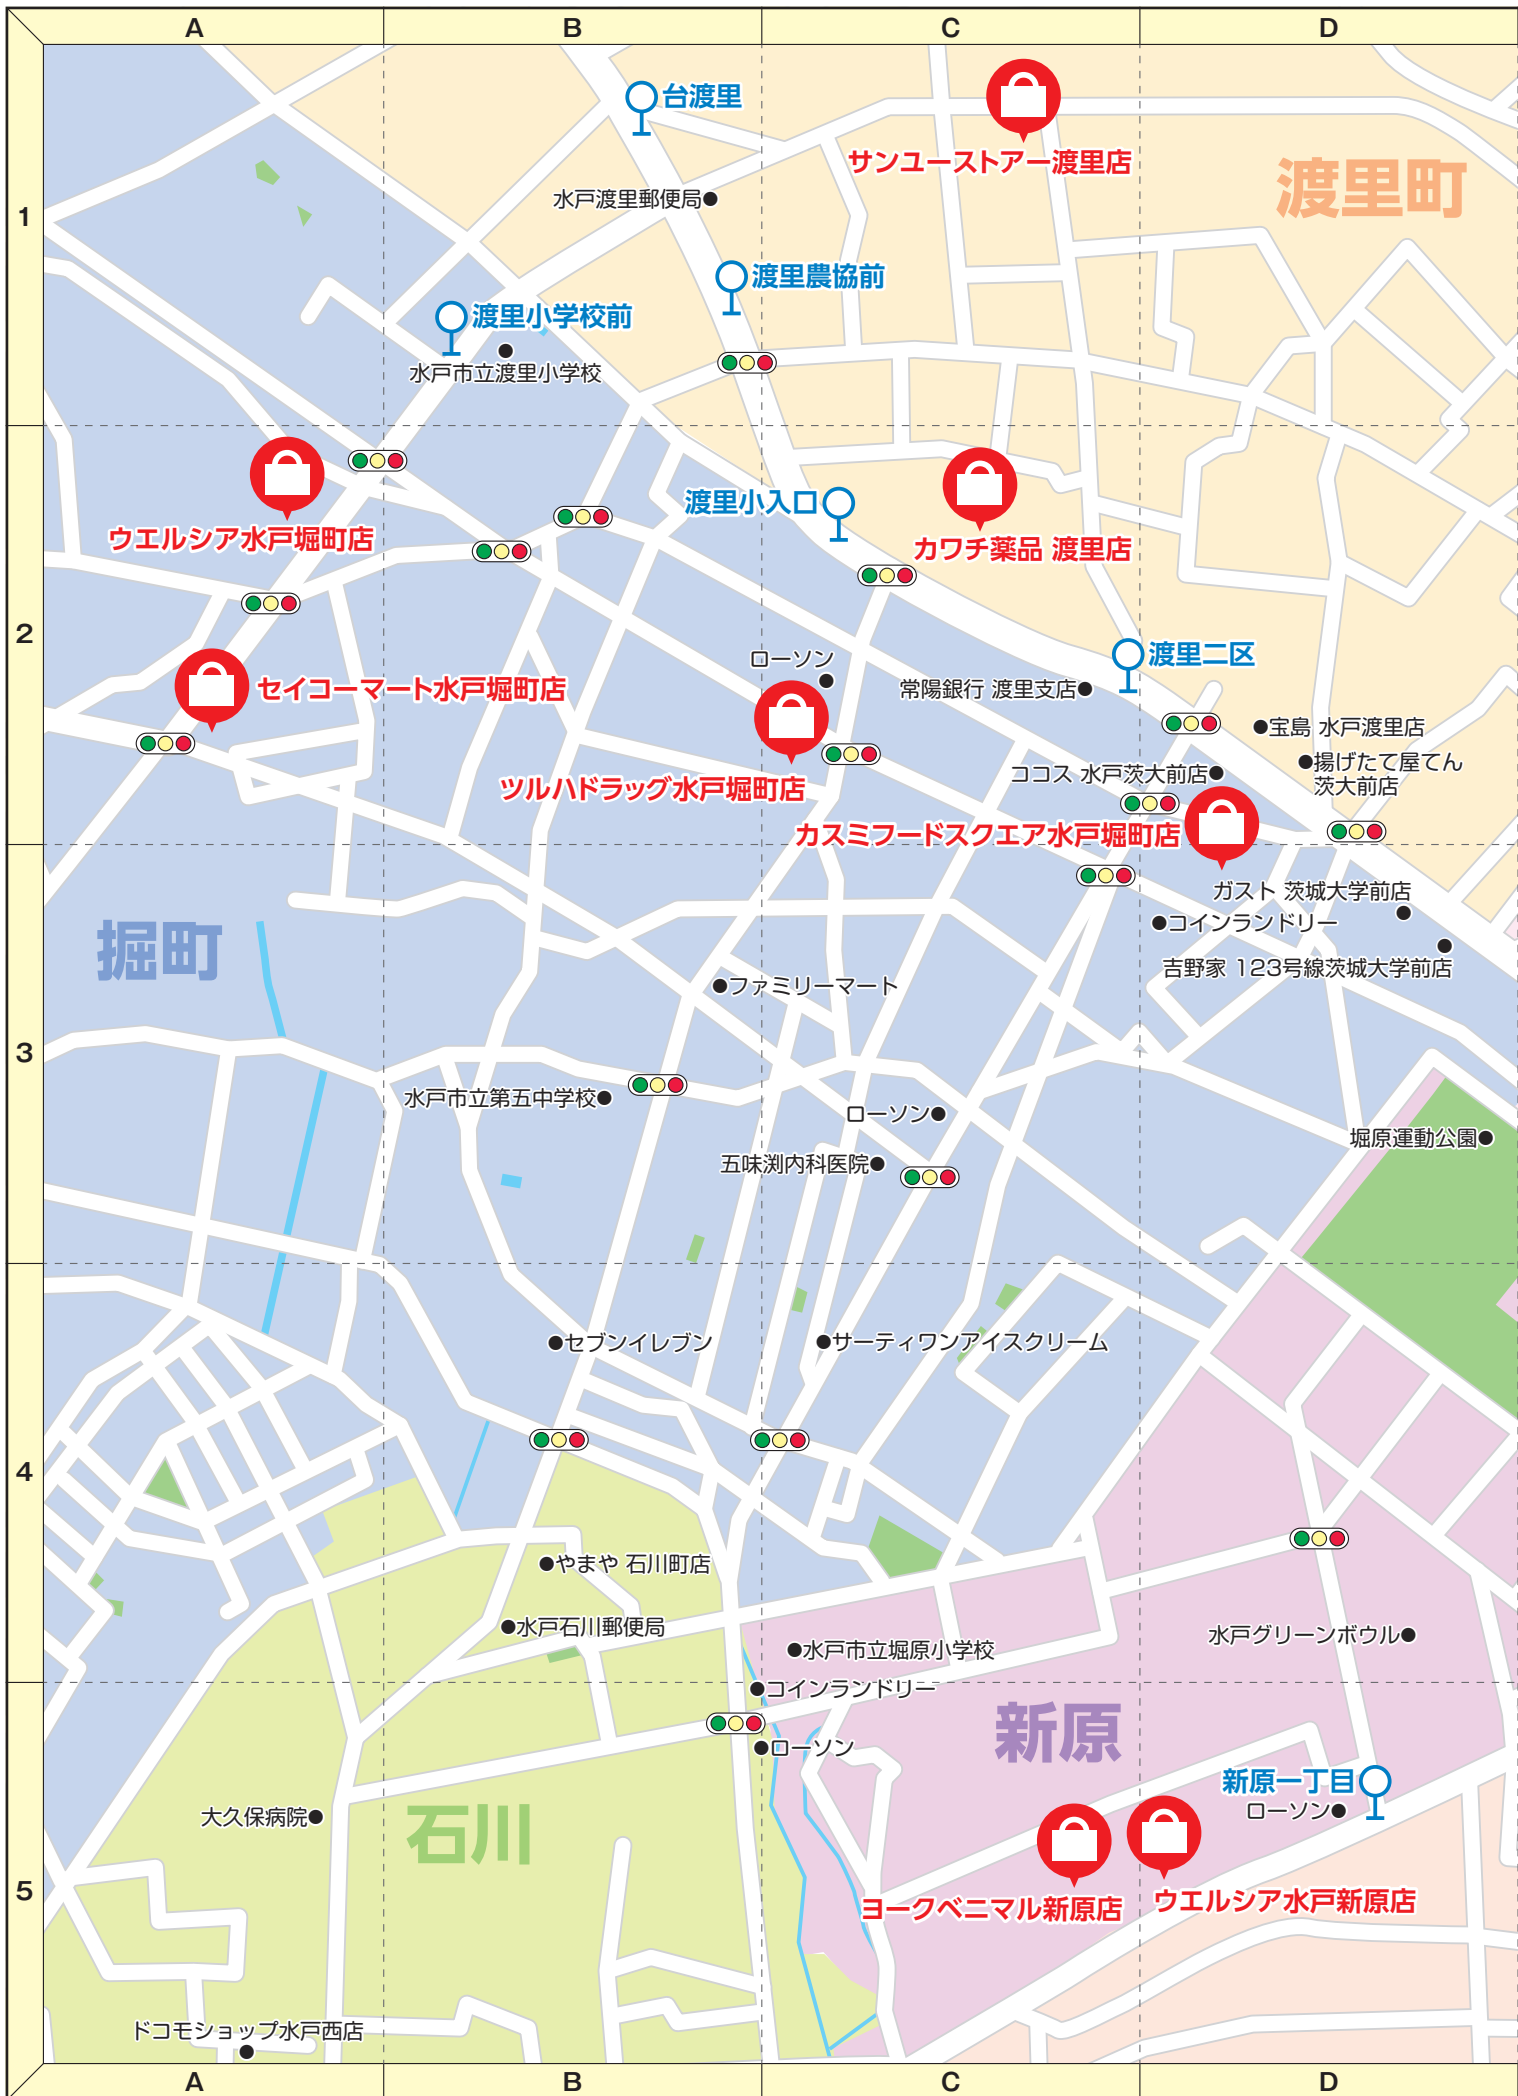 A
B
C
D
台渡里
サンユーストアー渡里店
渡里町
水戸渡里郵便局
1
渡里農協前
渡里小学校前
水戸市立渡里小学校
渡里小入口
ウエルシア水戸堀町店
カワチ薬品 渡里店
2
ローソン
渡里二区
セイコーマート水戸堀町店
常陽銀行 渡里支店
宝島 水戸渡里店
揚げたて屋てん
茨大前店
ココス 水戸茨大前店
ツルハドラッグ水戸堀町店
カスミフードスクエア水戸堀町店
ガスト 茨城大学前店
コインランドリー
掘町
吉野家 123号線茨城大学前店
ファミリーマート
3
水戸市立第五中学校
ローソン
堀原運動公園
五味渕内科医院
セブンイレブン
サーティワンアイスクリーム
4
やまや 石川町店
水戸石川郵便局
水戸市立堀原小学校
水戸グリーンボウル
コインランドリー
新原
ローソン
新原一丁目
ローソン
大久保病院
石川
5
ヨークベニマル新原店
ウエルシア水戸新原店
ドコモショップ水戸西店
A
B
C
D